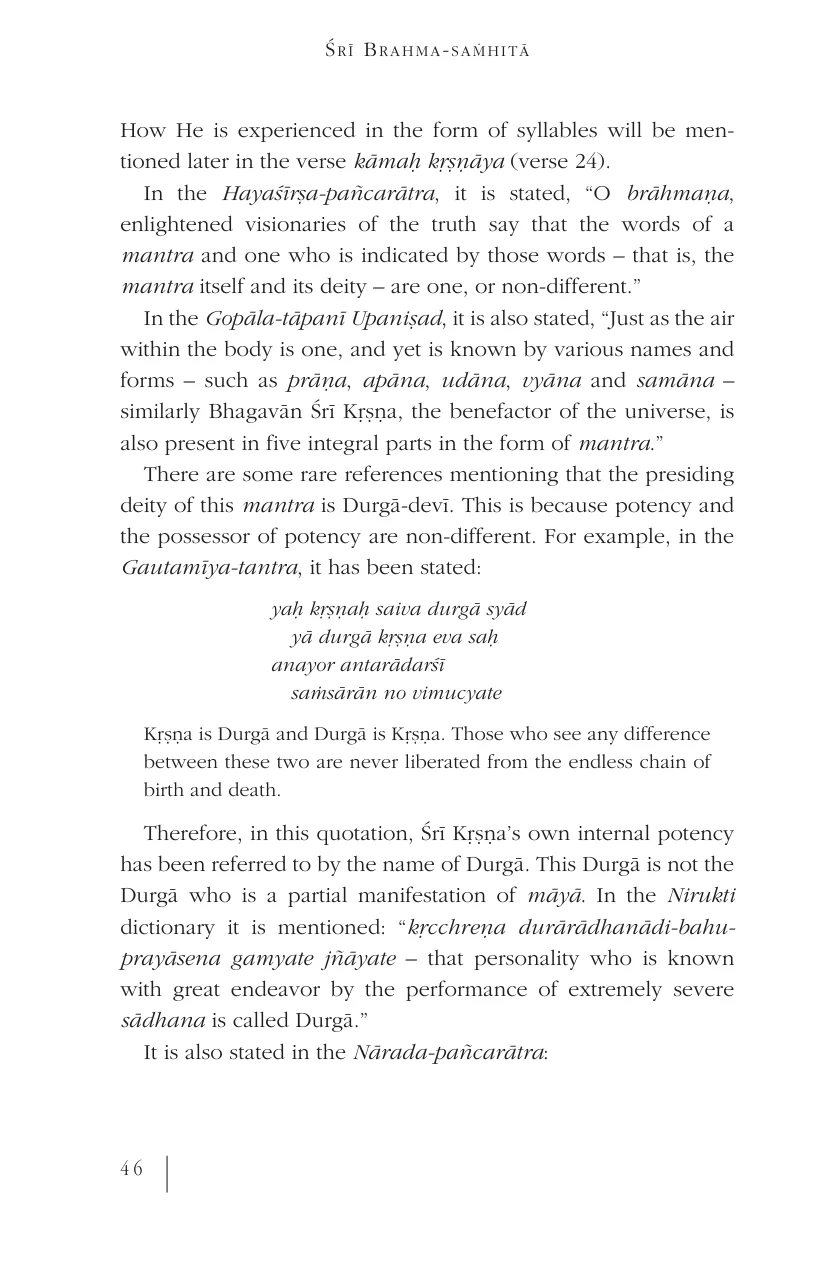 Śrī Brahma-saṁhitā
How He is experienced in the form of syllables will be men-
tioned later in the verse kāmaḥ kṛṣṇāya (verse 24).
In the Hayaśīrṣa-pañcarātra, it is stated, “O brāhmaṇa,
enlightened visionaries of the truth say that the words of a
mantra and one who is indicated by those words – that is, the
mantra itself and its deity – are one, or non-different.”
In the Gopāla-tāpanī Upaniṣad, it is also stated, “Just as the air
within the body is one, and yet is known by various names and
forms – such as prāṇa, apāna, udāna, vyāna and samāna –
similarly Bhagavān Śrī Kṛṣṇa, the benefactor of the universe, is
also present in five integral parts in the form of mantra.”
There are some rare references mentioning that the presiding
deity of this mantra is Durgā-devī. This is because potency and
the possessor of potency are non-different. For example, in the
Gautamīya-tantra, it has been stated:
yaḥ kṛṣṇaḥ saiva durgā syād
yā durgā kṛṣṇa eva saḥ
anayor antarādarśī
saṁsārān no vimucyate
Kṛṣṇa is Durgā and Durgā is Kṛṣṇa. Those who see any difference
between these two are never liberated from the endless chain of
birth and death.
Therefore, in this quotation, Śrī Kṛṣṇa’s own internal potency
has been referred to by the name of Durgā. This Durgā is not the
Durgā who is a partial manifestation of māyā. In the Nirukti
dictionary it is mentioned: “kṛcchreṇa durārādhanādi-bahu-
prayāsena gamyate jñāyate – that personality who is known
with great endeavor by the performance of extremely severe
sādhana is called Durgā.”
It is also stated in the Nārada-pañcarātra:
46